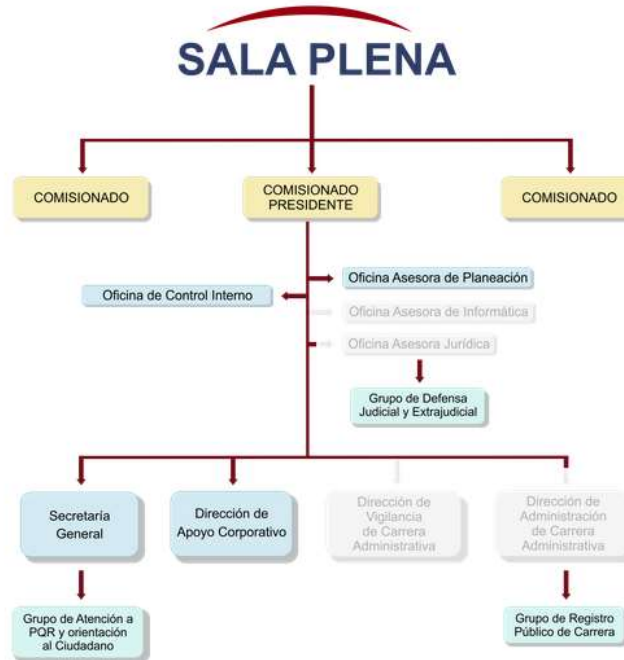 SALA PLENA
COMISIONADO
COMISIONADO
PRESIDENTE
COMISIONADO
Oficina de Control Interno
Oficina Asesora de Planeación
Oficina Asesora de Informática
Oficina Asesora Jurídica
Grupo de Defensa
Judicial y Extrajudicial
Secretaría
General
Dirección de
Apoyo Corporativo
Dirección de
Vigilancia
de Carrera
Administrativa
Dirección de
Administración
de Carrera
Administrativa
Grupo de Atención a
PQR y orientación
al Ciudadano
Grupo de Registro
Público de Carrera